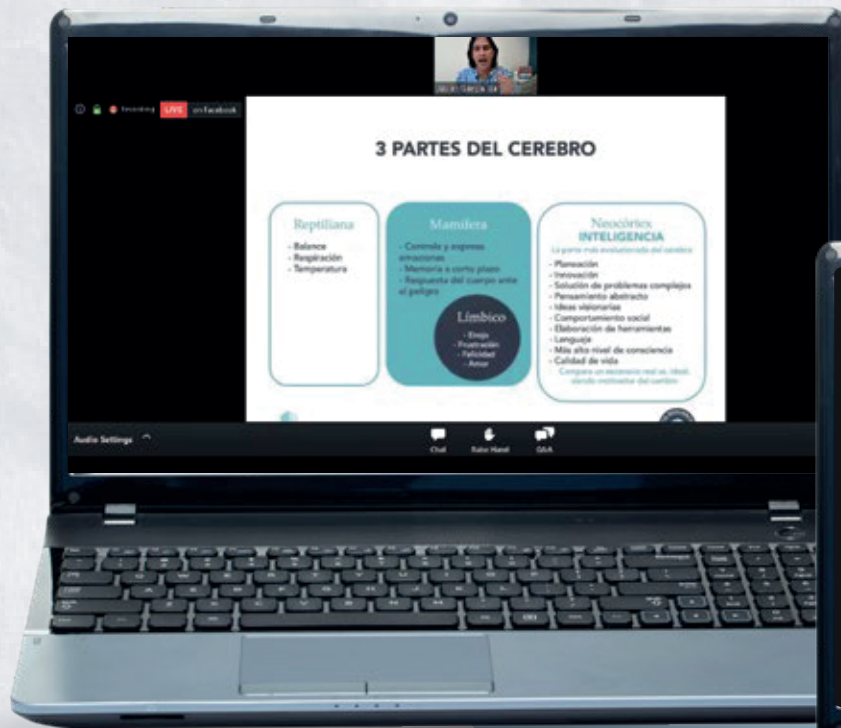 Recording LIVE on Facebook
3 PARTES DEL CEREBRO
Reptiliana
- Balance
- Respiración
- Temperatura
Mamífera
- Controla y expresa
emociones
- Memoria a corto plazo
- Respuesta del cuerpo ante
el peligro
Límbico
- Enojo
- Frustración
- Felicidad
- Amor
Neocórtex
INTELIGENCIA
La parte más evolucionada del cerebro
- Planeación
- Innovación
- Solución de problemas complejos
- Pensamiento abstracto
- Ideas visionarias
- Comportamiento social
- Elaboración de herramientas
- Lenguaje
- Más alto nivel de consciencia
- Calidad de vida
Compara un escenario real vs. ideal,
siendo motivador del cambio
Audio Settings
Chat
Raise Hand
Q&A